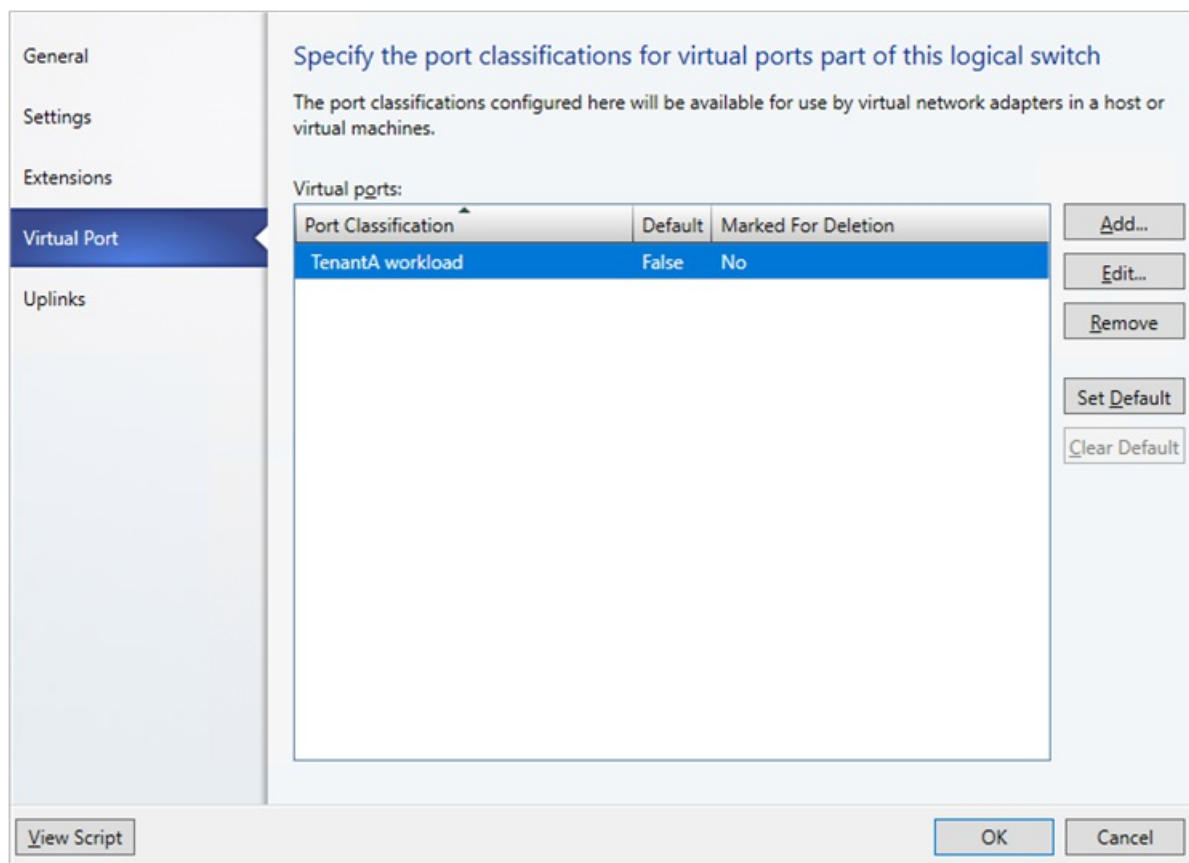 General
Settings
Extensions
Virtual Port
Uplinks
Specify the port classifications for virtual ports part of this logical switch
The port classifications configured here will be available for use by virtual network adapters in a host or
virtual machines.
Virtual ports:
Port Classification Default Marked For Deletion
TenantA workload False No
Add...
Edit...
Remove
Set Default
Clear Default
View Script
OK
Cancel